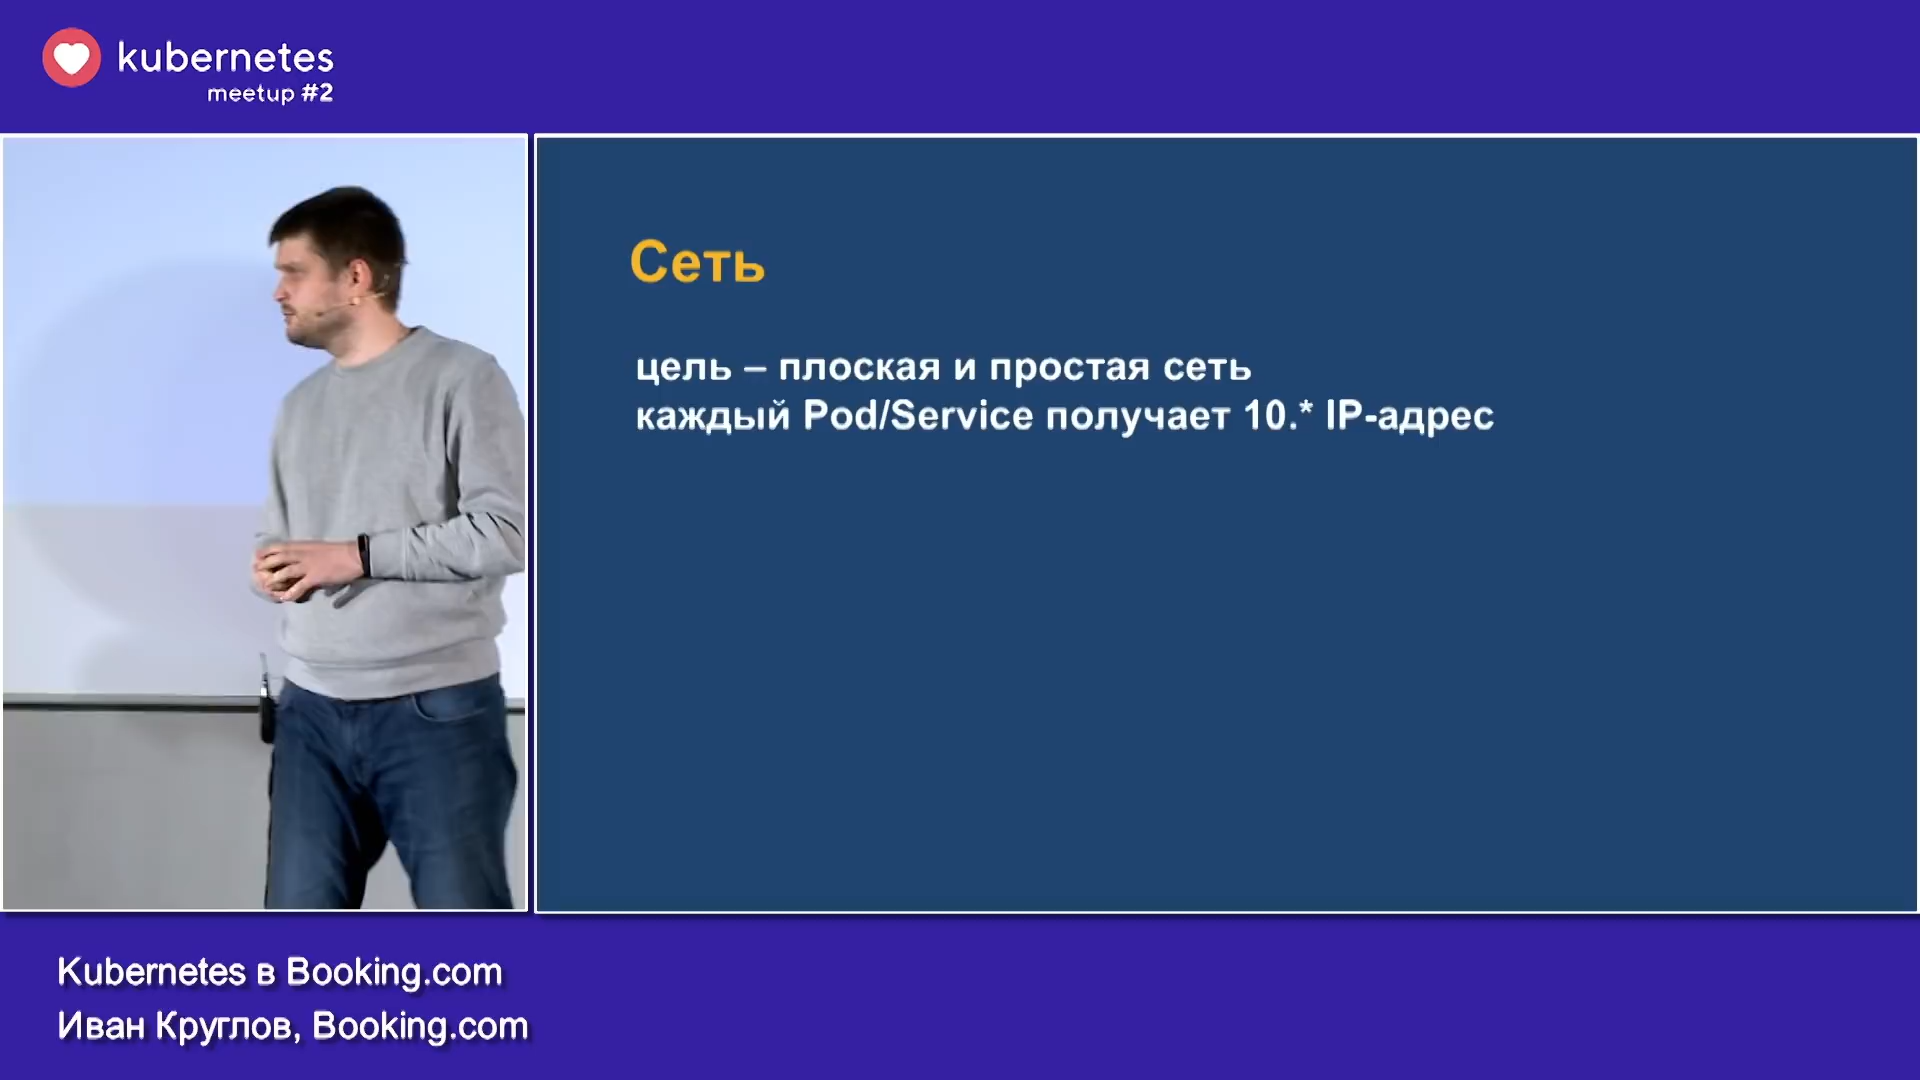 kubernetes
meetup #2
Сеть
цель – плоская и простая сеть
каждый Pod/Service получает 10.* IP-адрес
Kubernetes в Booking.com
Иван Круглов, Booking.com